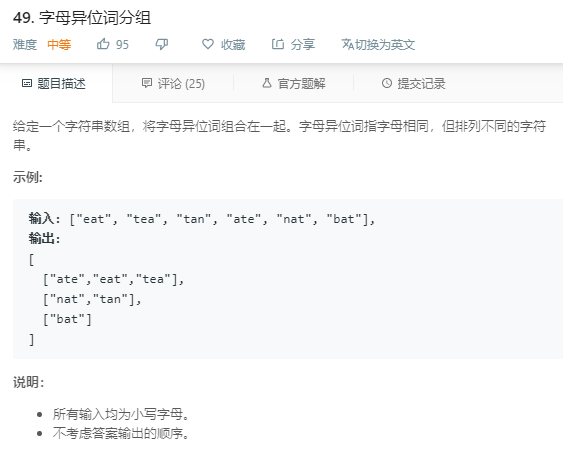 49. 字母异位词分组
难度 中等 95 收藏 分享 切换为英文
题目描述 评论 (25) 官方题解 提交记录
给定一个字符串数组，将字母异位词组合在一起。字母异位词指字母相同，但排列不同的字符
串。
示例:
输入: ["eat", "tea", "tan", "ate", "nat", "bat"],
输出:
[
["ate","eat","tea"],
["nat","tan"],
["bat"]
]
说明：
所有输入均为小写字母。
不考虑答案输出的顺序。